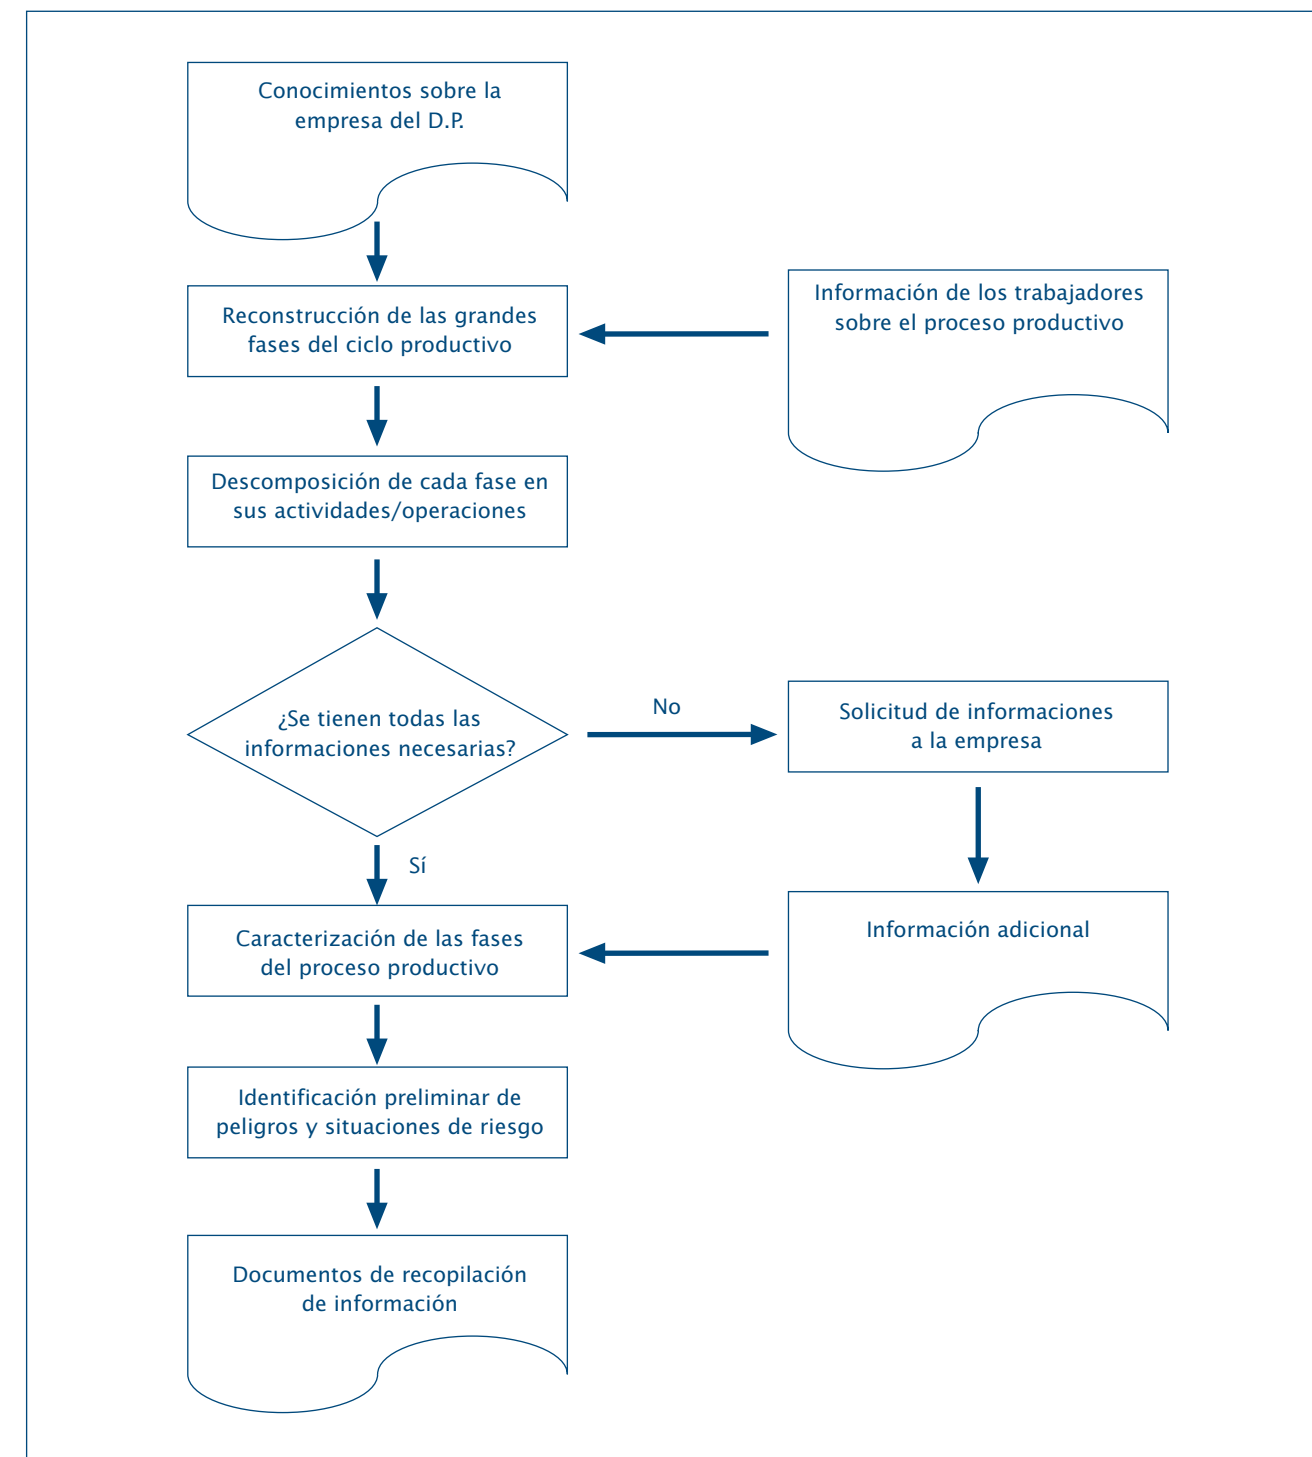 Conocimientos sobre la
empresa del D.P.
Información de los trabajadores
sobre el proceso productivo
Reconstrucción de las grandes
fases del ciclo productivo
Descomposición de cada fase en
sus actividades/operaciones
¿Se tienen todas las
informaciones necesarias?
No
Solicitud de informaciones
a la empresa
Sí
Información adicional
Caracterización de las fases
del proceso productivo
Identificación preliminar de
peligros y situaciones de riesgo
Documentos de recopilación
de información